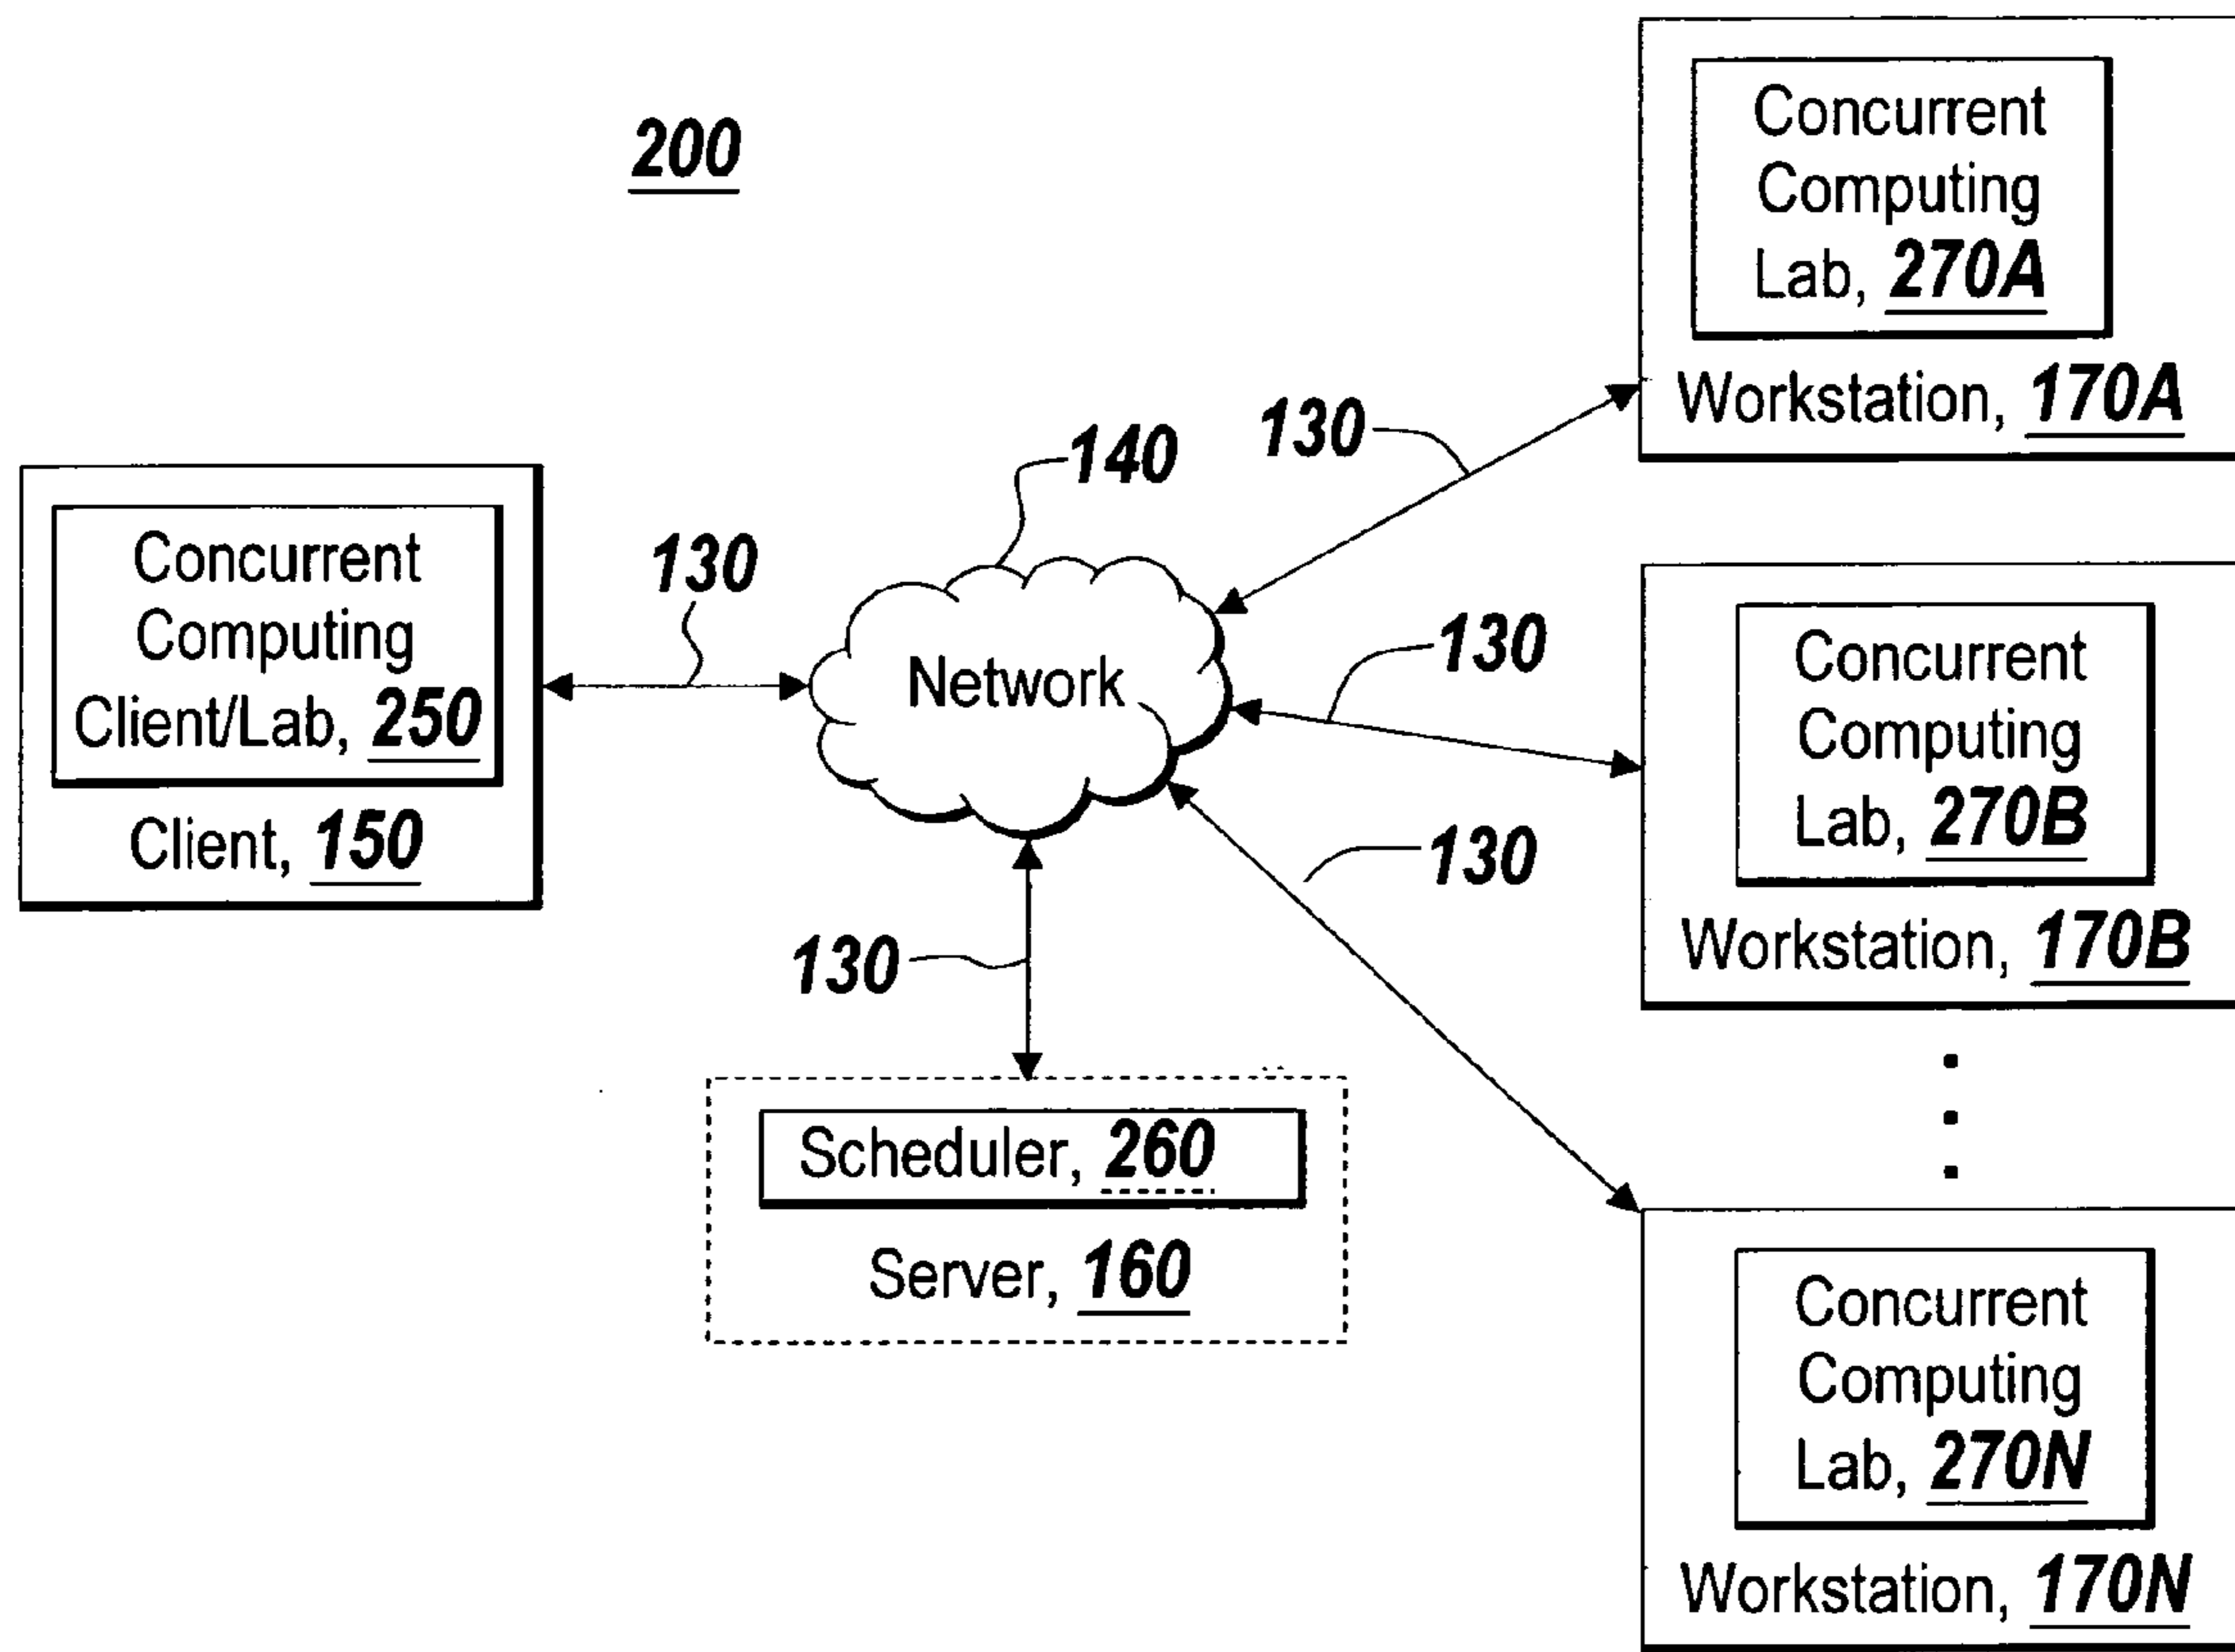 200
Concurrent
Computing
Client/Lab, 250
Client, 150
130
140
Network
130
130
130
130
Scheduler, 260
Server, 160
Concurrent
Computing
Lab, 270A
Workstation, 170A
Concurrent
Computing
Lab, 270B
Workstation, 170B
Concurrent
Computing
Lab, 270N
Workstation, 170N